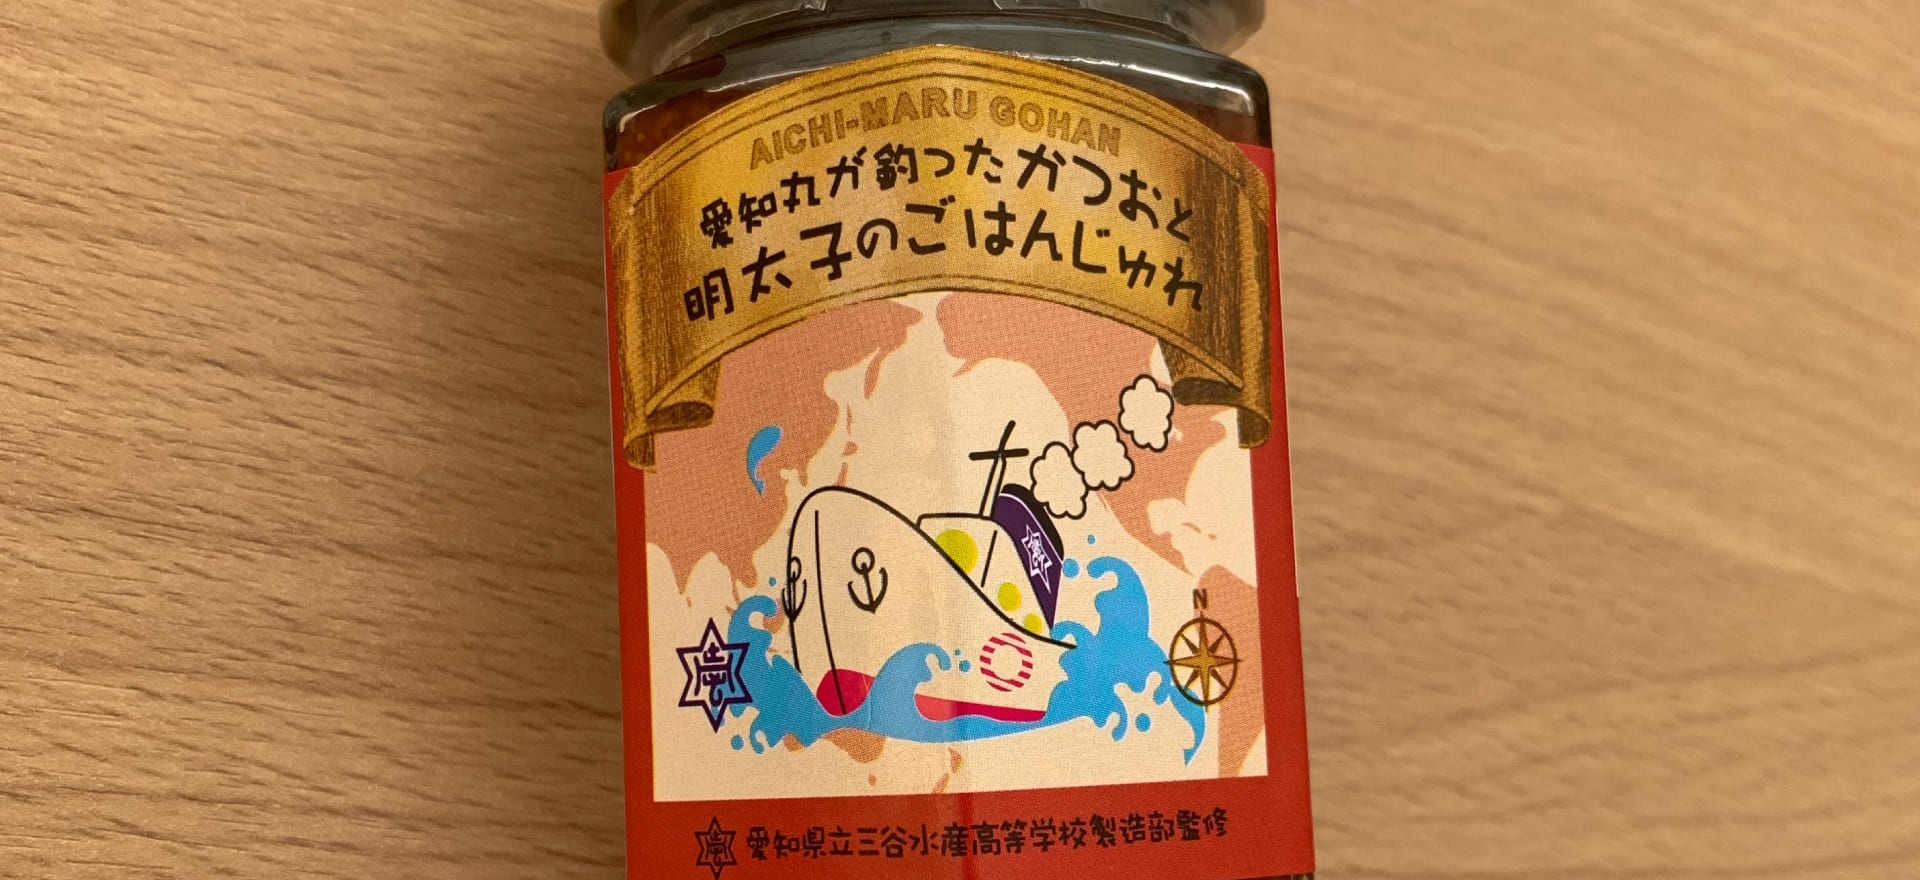 AICHI-MARU GOHAN
愛知丸が釣ったかつおと
明太子のごはんじゅれ
N
愛知県立三谷水産高等学校製造部監修